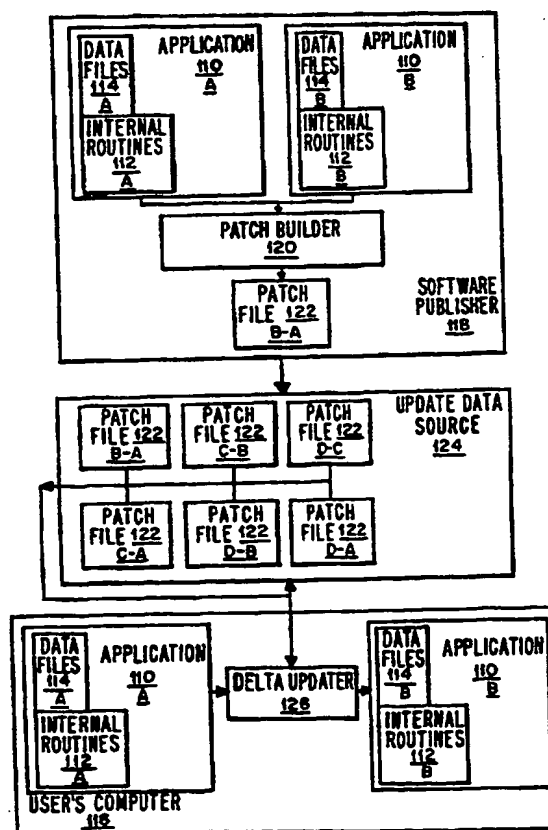 DATA
FILES
114
A
APPLICATION
110
A
INTERNAL
ROUTINES
112
A
DATA
FILES
114
B
APPLICATION
110
B
INTERNAL
ROUTINES
112
B
PATCH BUILDER
120
PATCH
FILE 122
B-A
SOFTWARE
PUBLISHER
118
UPDATE DATA
SOURCE
124
PATCH
FILE 122
B-A
PATCH
FILE 122
C-B
PATCH
FILE 122
D-C
PATCH
FILE 122
C-A
PATCH
FILE 122
D-B
PATCH
FILE 122
D-A
DATA
FILES
114
A
APPLICATION
110
A
INTERNAL
ROUTINES
112
A
USER'S COMPUTER
116
DELTA UPDATER
126
DATA
FILES
114
B
APPLICATION
110
B
INTERNAL
ROUTINES
112
B